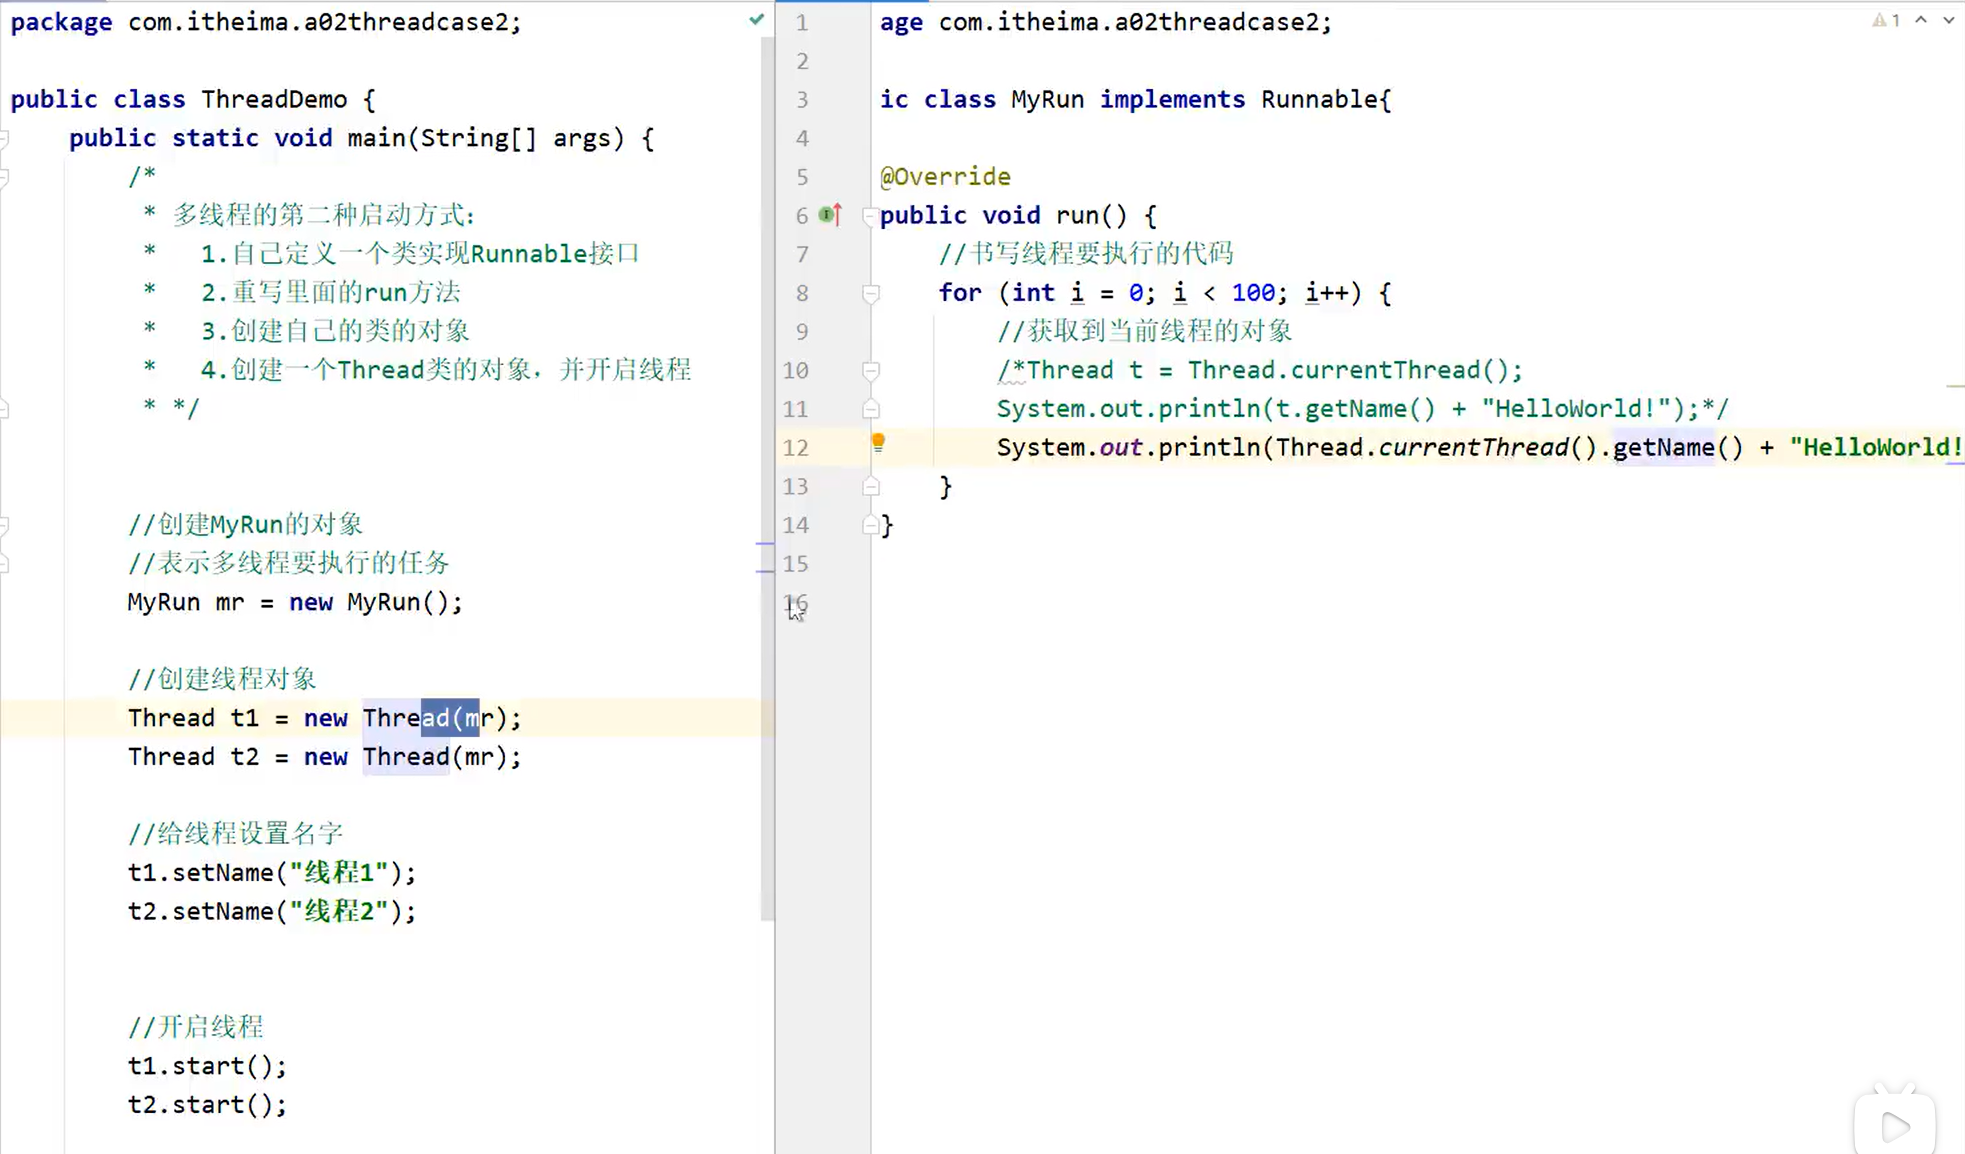 package com.itheima.a02threadcase2;
public class ThreadDemo {
public static void main(String[] args) {
/*
* 多线程的第二种启动方式:
* 1.自己定义一个类实现Runnable接口
* 2.重写里面的run方法
* 3.创建自己的类的对象
* 4.创建一个Thread类的对象，并开启线程
* */
//创建MyRun的对象
//表示多线程要执行的任务
MyRun mr = new MyRun();
//创建线程对象
Thread t1 = new Thread(mr);
Thread t2 = new Thread(mr);
//给线程设置名字
t1.setName("线程1");
t2.setName("线程2");
//开启线程
t1.start();
t2.start();
1 age com.itheima.a02threadcase2;
1
2
3 ic class MyRun implements Runnable{
4
5 @Override
6 public void run() {
7 //书写线程要执行的代码
8 for (int i = 0; i < 100; i++) {
9 //获取到当前线程的对象
10 /*Thread t = Thread.currentThread();
11 System.out.println(t.getName() + "HelloWorld!");*/
12 System.out.println(Thread.currentThread().getName() + "HelloWorld!
13 }
14 }
15
16